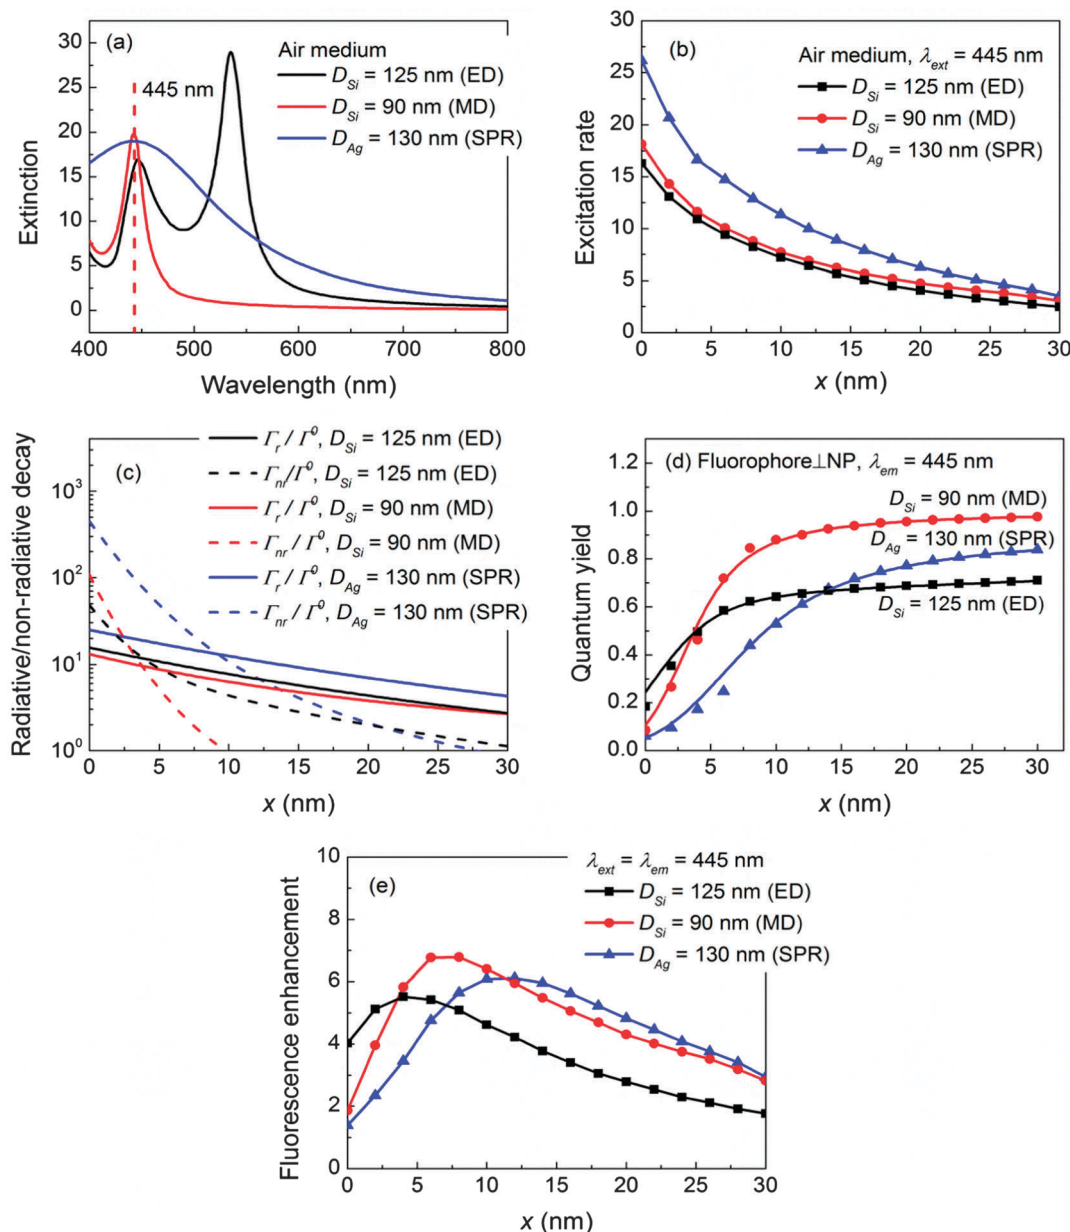 (a)
Air medium
D_Si = 125 nm (ED)
D_Si = 90 nm (MD)
D_Ag = 130 nm (SPR)
445 nm
30
25
20
15
10
5
0
Extinction
400 500 600 700 800
Wavelength (nm)
(b)
Air medium, λ_ext = 445 nm
D_Si = 125 nm (ED)
D_Si = 90 nm (MD)
D_Ag = 130 nm (SPR)
30
25
20
15
10
5
0
Excitation rate
0 5 10 15 20 25 30
x (nm)
(c)
Γ_r / Γ^0, D_Si = 125 nm (ED)
Γ_nr/Γ^0, D_Si = 125 nm (ED)
Γ_r / Γ^0, D_Si = 90 nm (MD)
Γ_nr / Γ^0, D_Si = 90 nm (MD)
Γ_r / Γ^0, D_Ag = 130 nm (SPR)
Γ_nr / Γ^0, D_Ag = 130 nm (SPR)
10^3
10^2
10^1
10^0
Radiative/non-radiative decay
0 5 10 15 20 25 30
x (nm)
(d) Fluorophore⊥NP, λ_em = 445 nm
D_Si = 90 nm (MD)
D_Ag = 130 nm (SPR)
D_Si = 125 nm (ED)
1.2
1.0
0.8
0.6
0.4
0.2
0.0
Quantum yield
0 5 10 15 20 25 30
x (nm)
(e)
λ_ext = λ_em = 445 nm
D_Si = 125 nm (ED)
D_Si = 90 nm (MD)
D_Ag = 130 nm (SPR)
10
8
6
4
2
0
Fluorescence enhancement
0 5 10 15 20 25 30
x (nm)